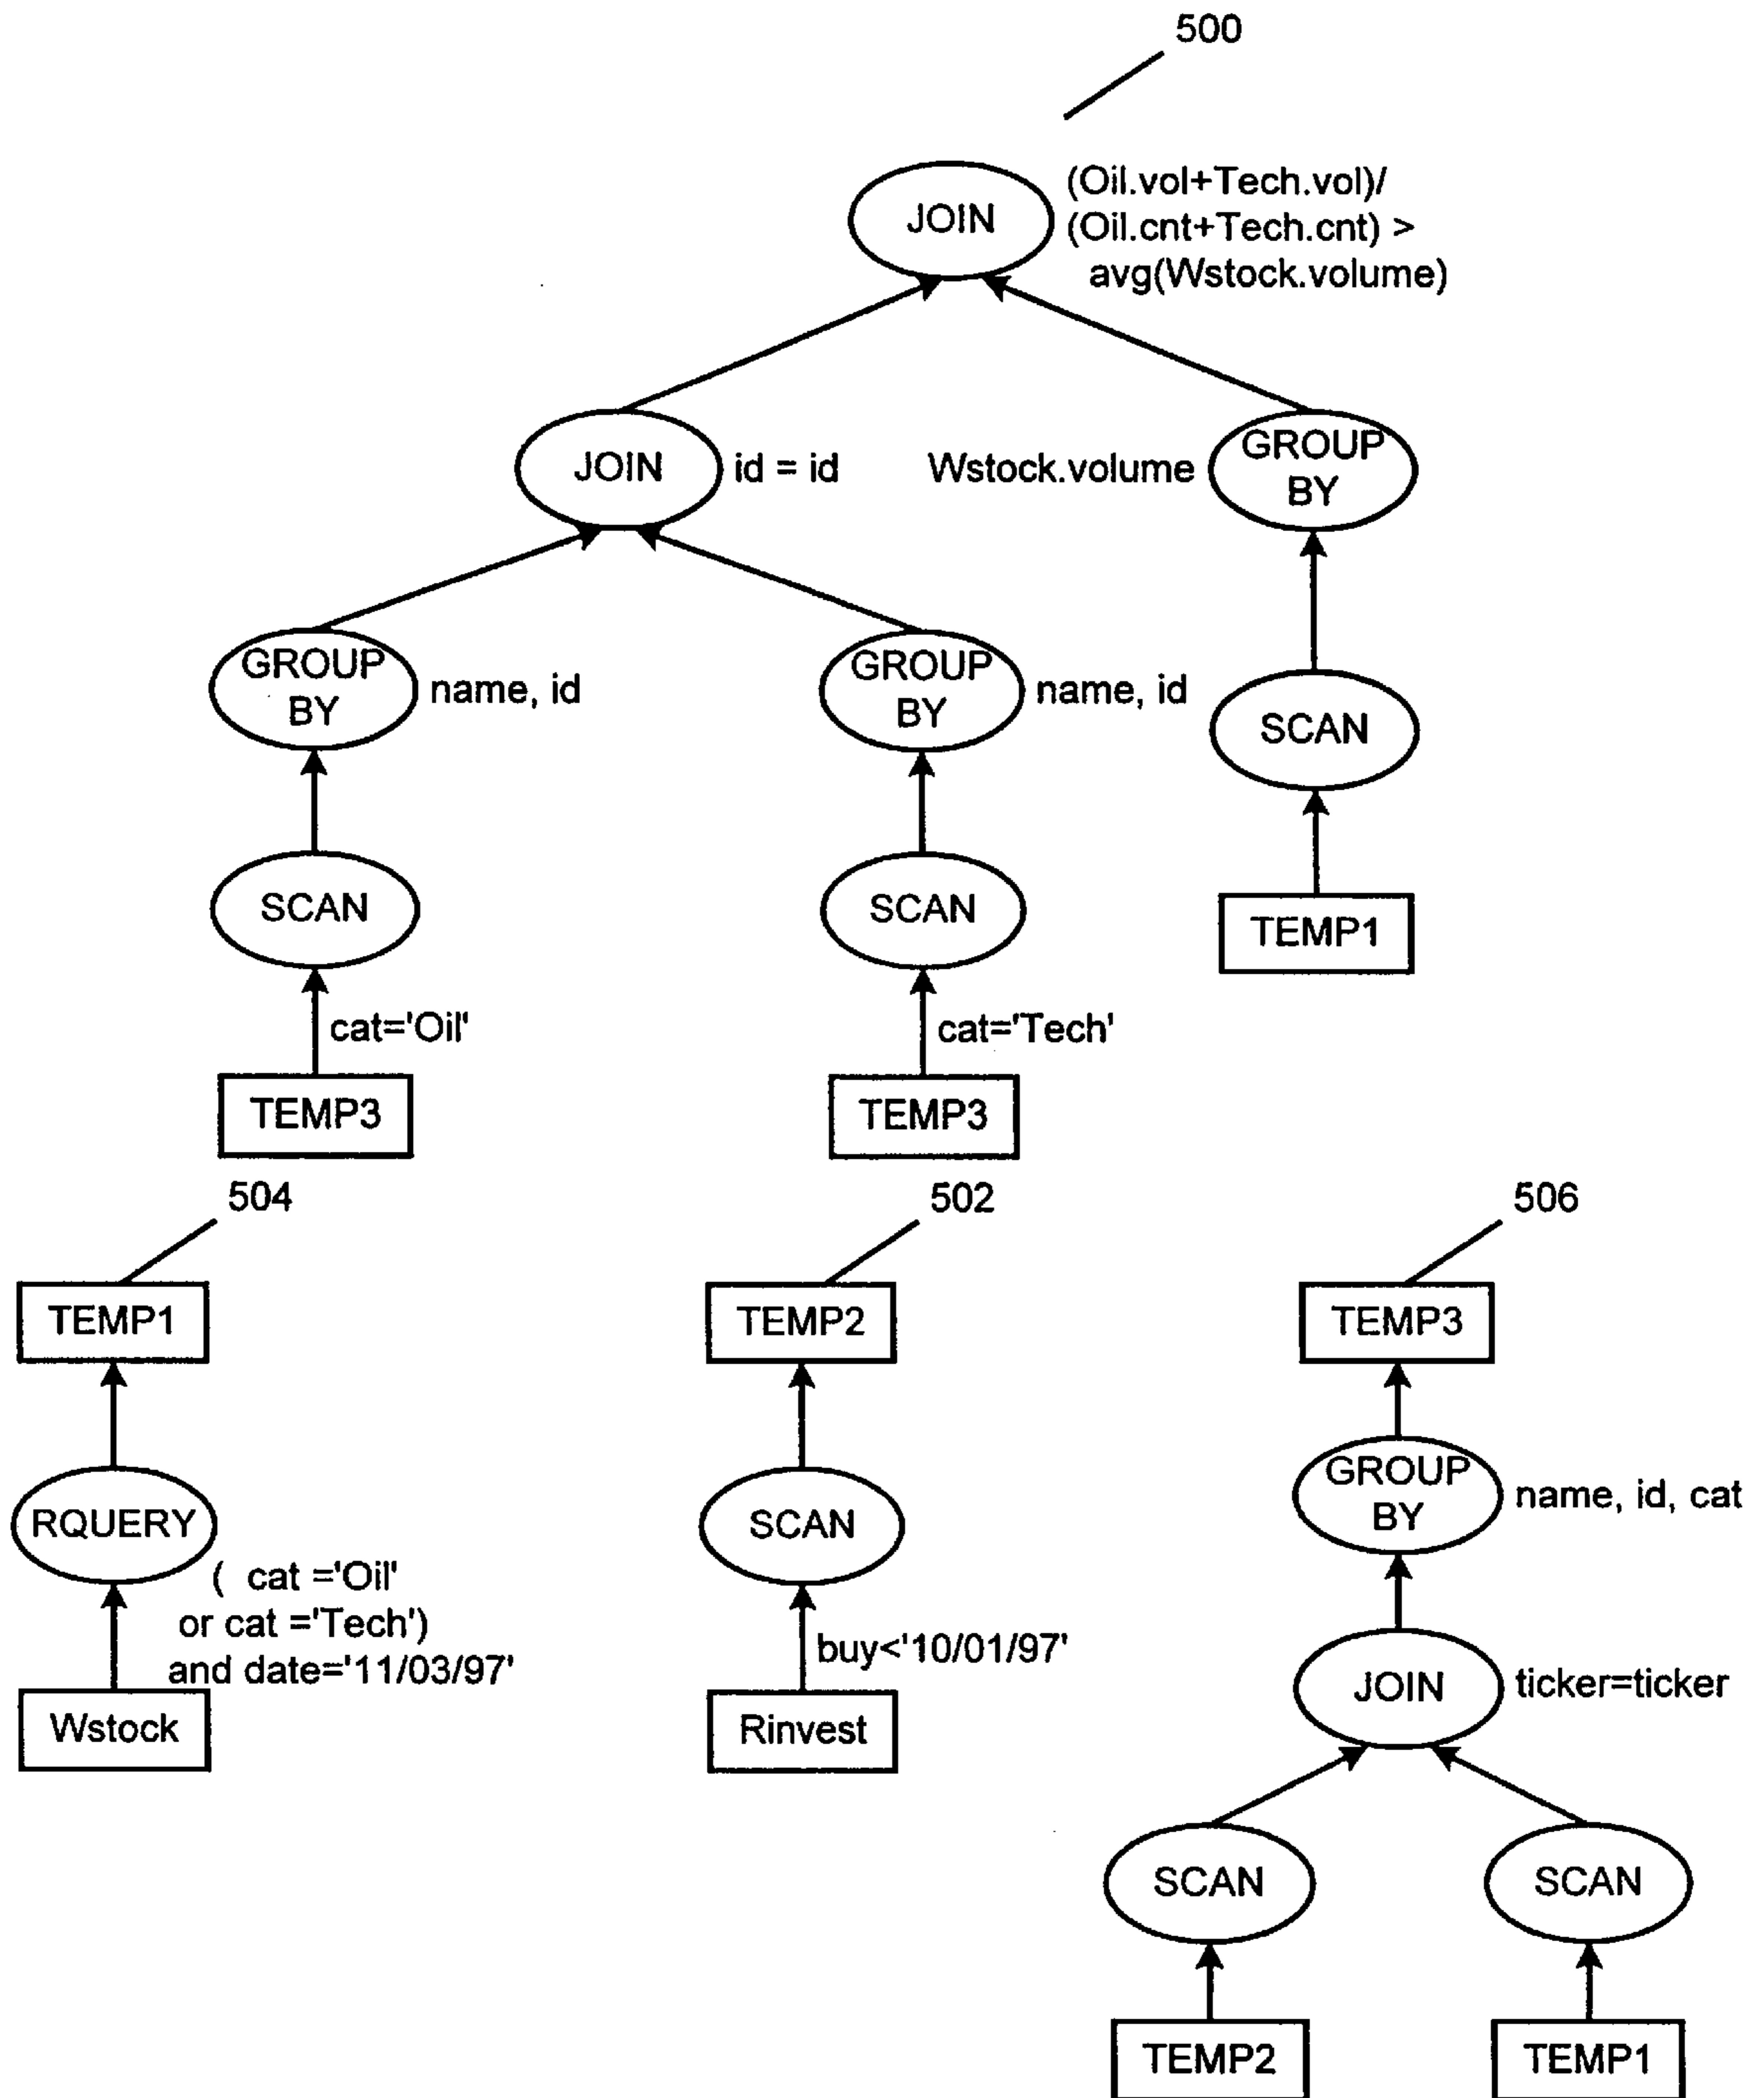 500
JOIN
(Oil.vol+Tech.vol)/
(Oil.cnt+Tech.cnt) >
avg(Wstock.volume)
JOIN
id = id
Wstock.volume
GROUP
BY
GROUP
BY
name, id
GROUP
BY
name, id
SCAN
SCAN
SCAN
TEMP1
cat='Oil'
cat='Tech'
TEMP3
TEMP3
504
502
506
TEMP1
TEMP2
TEMP3
RQUERY
( cat ='Oil'
or cat ='Tech')
and date='11/03/97'
Wstock
SCAN
buy<'10/01/97'
Rinvest
GROUP
BY
name, id, cat
JOIN
ticker=ticker
SCAN
SCAN
TEMP2
TEMP1